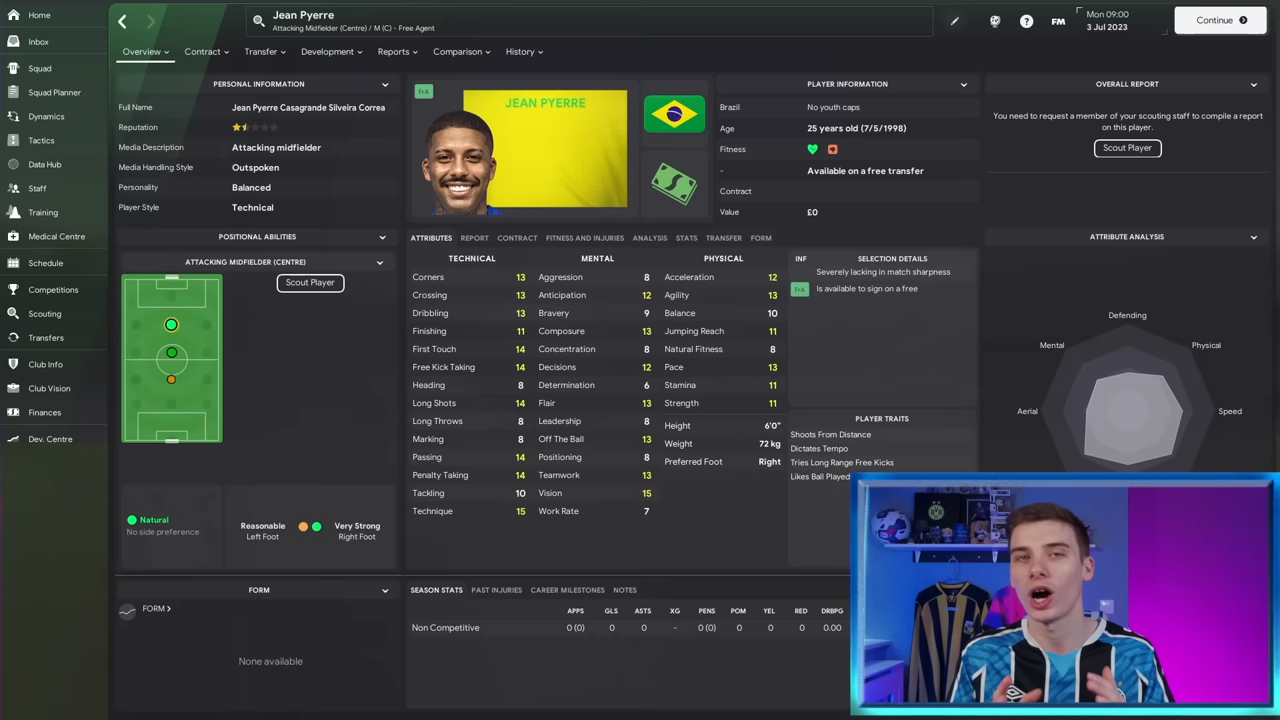 Home
Inbox
Squad
Squad Planner
Dynamics
Tactics
Data Hub
Staff
Training
Medical Centre
Schedule
Competitions
Scouting
Transfers
Club Info
Club Vision
Finances
Dev. Centre
Jean Pyerre
Attacking Midfielder (Centre) / M (C) - Free Agent
FM
Mon 09:00
3 Jul 2023
Continue
Overview
Contract
Transfer
Development
Reports
Comparison
History
PERSONAL INFORMATION
Full Name Jean Pyerre Casagrande Silveira Correa
Reputation
Media Description Attacking midfielder
Media Handling Style Outspoken
Personality Balanced
Player Style Technical
FrA
JEAN PYERRE
PLAYER INFORMATION
Brazil No youth caps
Age 25 years old (7/5/1998)
Fitness
- Available on a free transfer
Contract
Value £0
OVERALL REPORT
You need to request a member of your scouting staff to compile a report
on this player.
Scout Player
POSITIONAL ABILITIES
ATTACKING MIDFIELDER (CENTRE)
Scout Player
Natural
No side preference
Reasonable
Left Foot
Very Strong
Right Foot
ATTRIBUTES REPORT CONTRACT FITNESS AND INJURIES ANALYSIS STATS TRANSFER FORM
TECHNICAL
Corners 13
Crossing 13
Dribbling 13
Finishing 11
First Touch 14
Free Kick Taking 14
Heading 8
Long Shots 14
Long Throws 8
Marking 8
Passing 14
Penalty Taking 14
Tackling 10
Technique 15
MENTAL
Aggression 8
Anticipation 12
Bravery 9
Composure 13
Concentration 8
Decisions 12
Determination 6
Flair 13
Leadership 8
Off The Ball 13
Positioning 8
Teamwork 13
Vision 15
Work Rate 7
PHYSICAL
Acceleration 12
Agility 13
Balance 10
Jumping Reach 11
Natural Fitness 8
Pace 13
Stamina 11
Strength 11
Height 6'0"
Weight 72 kg
Preferred Foot Right
INF SELECTION DETAILS
Severely lacking in match sharpness
FrA Is available to sign on a free
PLAYER TRAITS
Shoots From Distance
Dictates Tempo
Tries Long Range Free Kicks
Likes Ball Played
ATTRIBUTE ANALYSIS
Defending
Mental
Physical
Aerial
Speed
FORM
FORM
None available
SEASON STATS PAST INJURIES CAREER MILESTONES NOTES
APPS GLS ASTS XG PENS POM YEL RED DRBPG
Non Competitive 0 (0) 0 0 - 0 (0) 0 0 0 0.00